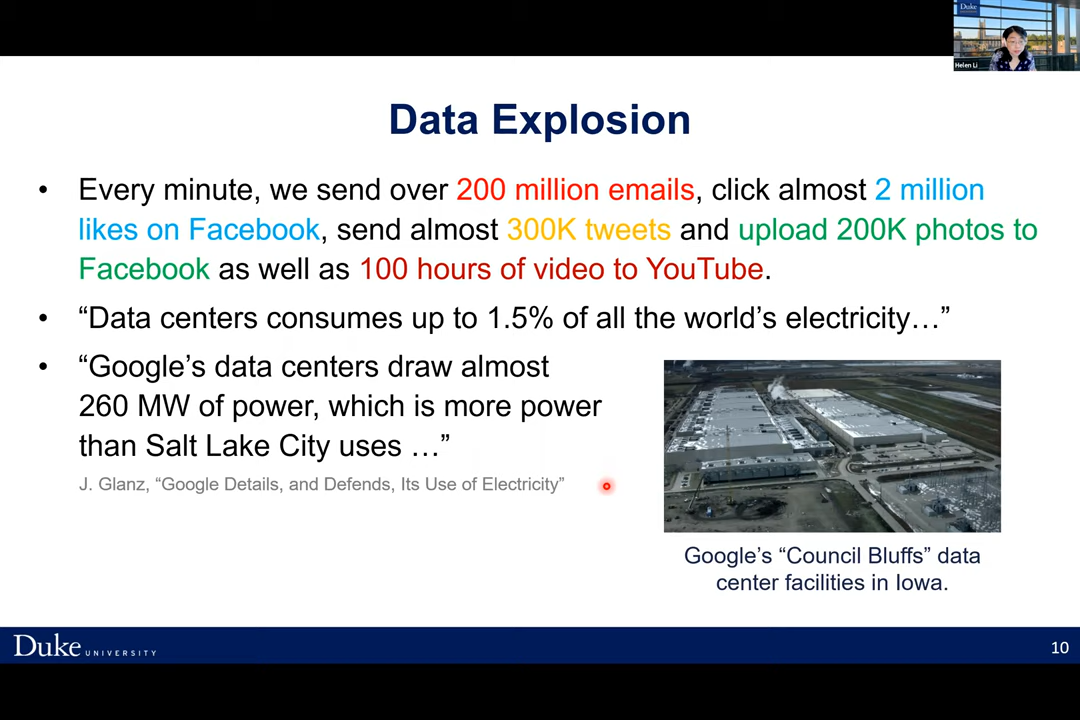 Duke
UNIVERSITY
Helen Li
Data Explosion
• Every minute, we send over 200 million emails, click almost 2 million
likes on Facebook, send almost 300K tweets and upload 200K photos to
Facebook as well as 100 hours of video to YouTube.
• “Data centers consumes up to 1.5% of all the world’s electricity…”
• “Google’s data centers draw almost
260 MW of power, which is more power
than Salt Lake City uses …”
J. Glanz, “Google Details, and Defends, Its Use of Electricity”
Google’s “Council Bluffs” data
center facilities in Iowa.
Duke UNIVERSITY
10